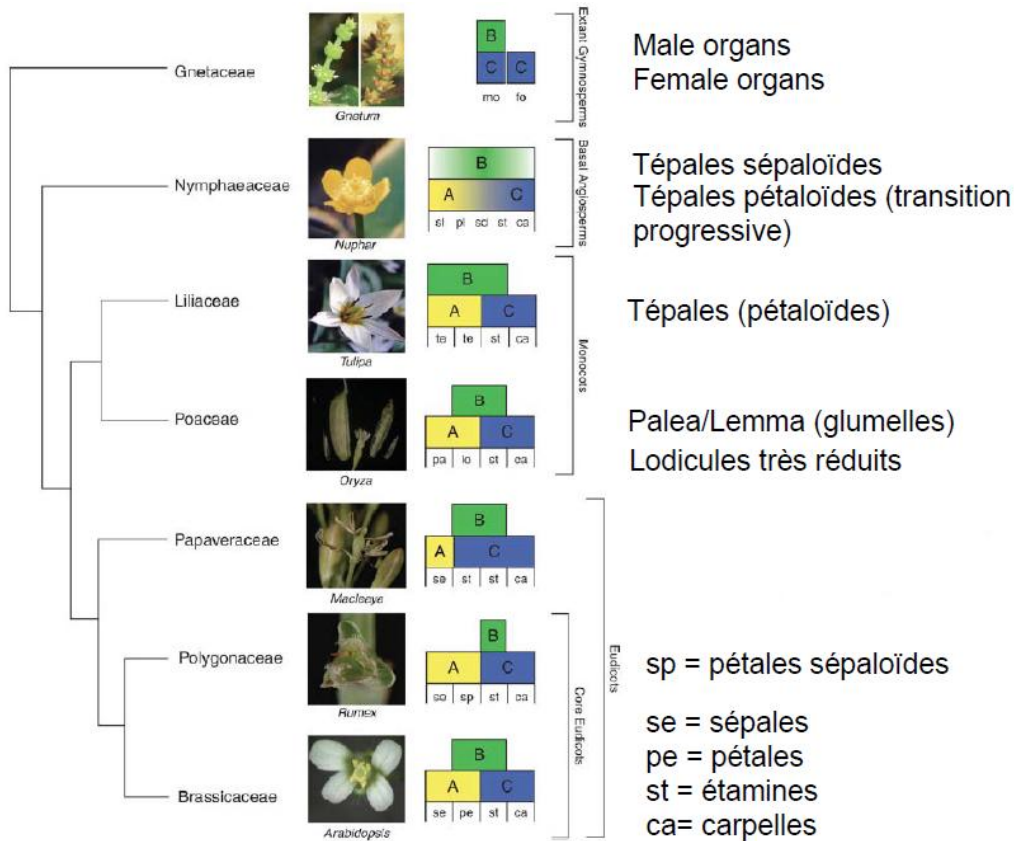 Gnetaceae
Gnetum
B
C C
mo fe
Extant Gymnosperms
Male organs
Female organs
Nymphaeaceae
Nuphar
B
A C
sl pl sd st ca
Basal Angiosperms
Tépales sépaloïdes
Tépales pétaloïdes (transition
progressive)
Liliaceae
Tulipa
B
A C
te te st ca
Tépales (pétaloïdes)
Monocots
Poaceae
Oryza
B
A C
pa lo st ca
Palea/Lemma (glumelles)
Lodicules très réduits
Papaveraceae
Macleaya
B
A C
se st st ca
Eudicots
Polygonaceae
Rumex
B
A C
se sp st ca
Core Eudicots
sp = pétales sépaloïdes
Brassicaceae
Arabidopsis
B
A C
se pe st ca
se = sépales
pe = pétales
st = étamines
ca= carpelles